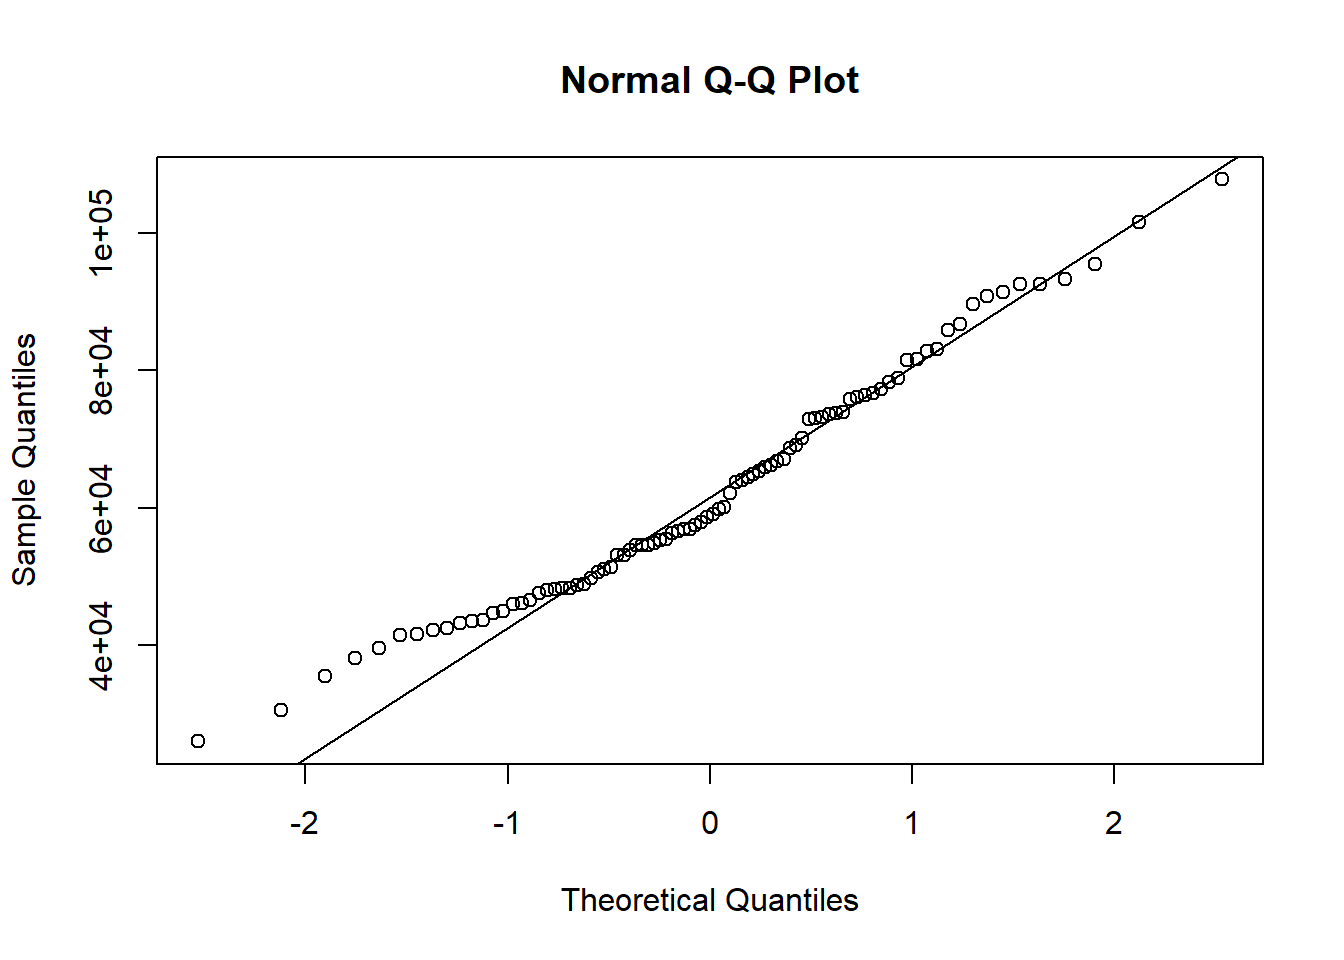 Normal Q-Q Plot
1e+05
8e+04
6e+04
4e+04
Sample Quantiles
-2 -1 0 1 2
Theoretical Quantiles